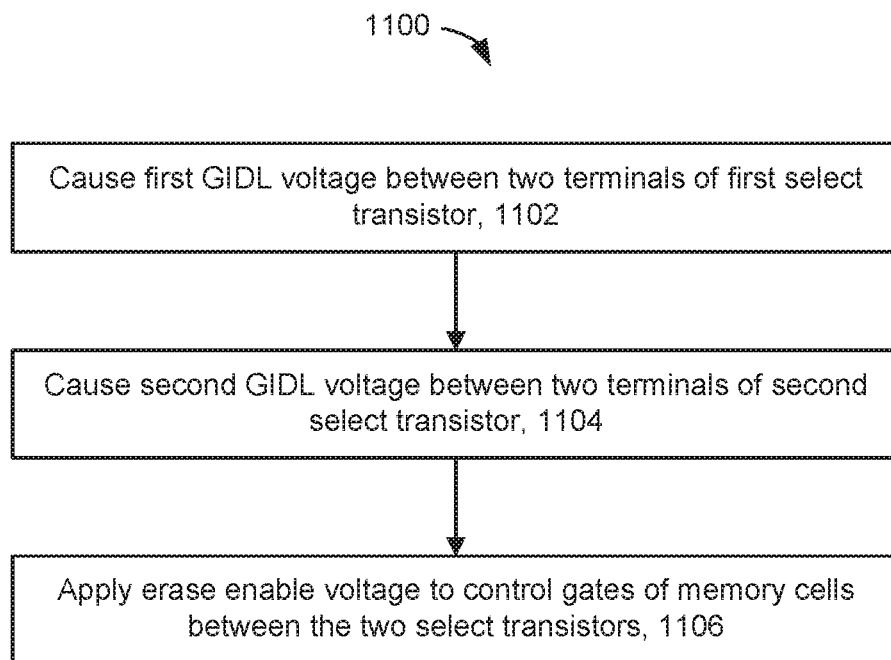 1100
Cause first GIDL voltage between two terminals of first select
transistor, 1102
Cause second GIDL voltage between two terminals of second
select transistor, 1104
Apply erase enable voltage to control gates of memory cells
between the two select transistors, 1106